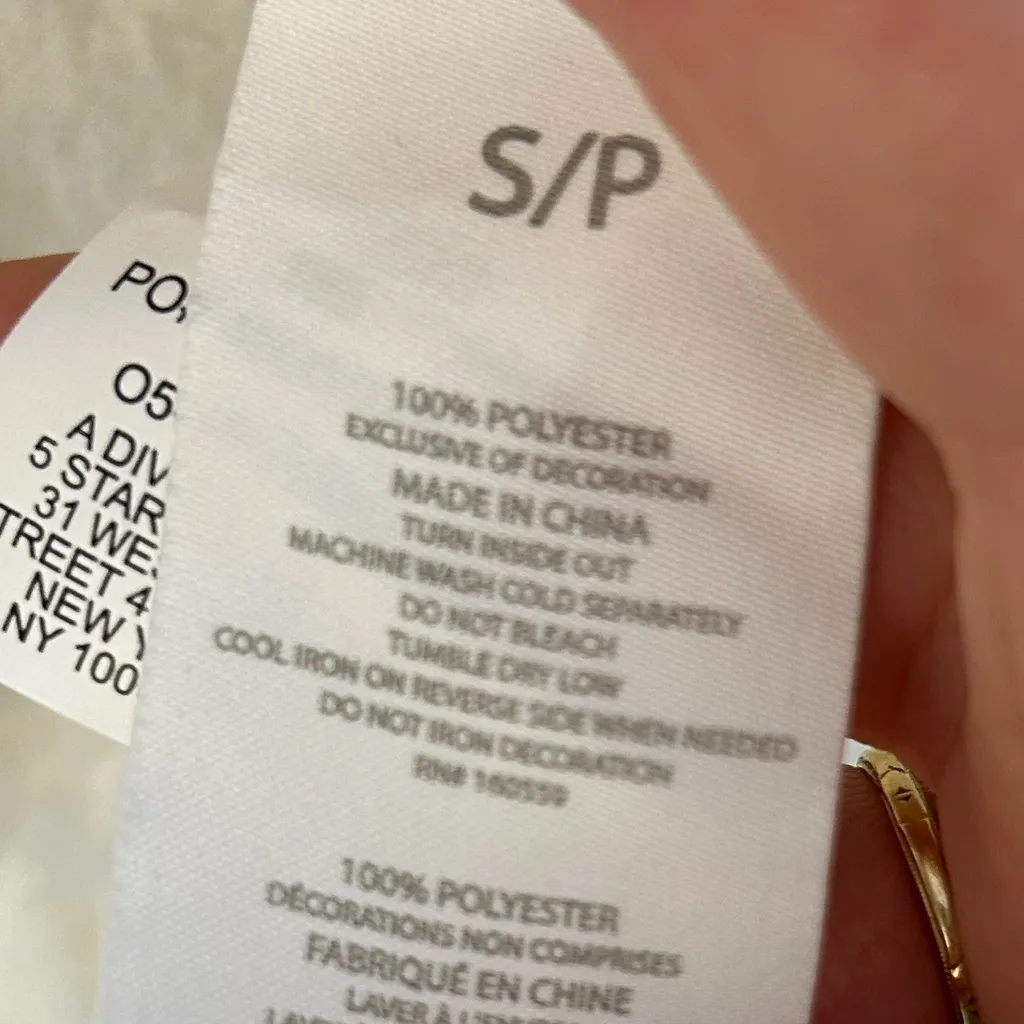 S/P
100% POLYESTER
EXCLUSIVE OF DECORATION
MADE IN CHINA
TURN INSIDE OUT
MACHINE WASH COLD SEPARATELY
DO NOT BLEACH
TUMBLE DRY LOW
COOL IRON ON REVERSE SIDE WHEN NEEDED
DO NOT IRON DECORATION
RN#
100% POLYESTER
DÉCORATIONS NON COMPRISES
FABRIQUÉ EN CHINE
LAVER À
PO
O5
A DIV
5 STAR
31 WE
TREET 4
NEW
NY 100